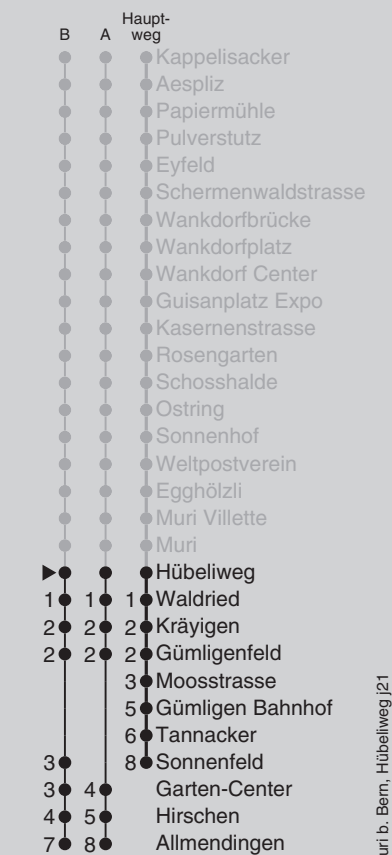 Haupt-
B A weg
Kappelisacker
Aespliz
Papiermühle
Pulverstutz
Eyfeld
Schermenwaldstrasse
Wankdorfbrücke
Wankdorfplatz
Wankdorf Center
Guisanplatz Expo
Kasernenstrasse
Rosengarten
Schosshalde
Ostring
Sonnenhof
Weltpostverein
Egghölzli
Muri Villette
Muri
Hübeliweg
1 1 1 Waldried
2 2 2 Kräyigen
2 2 2 Gümligenfeld
3 Moosstrasse
5 Gümligen Bahnhof
6 Tannacker
3 8 Sonnenfeld
3 4 Garten-Center
4 5 Hirschen
7 8 Allmendingen
uri b. Bern, Hübeliweg j21